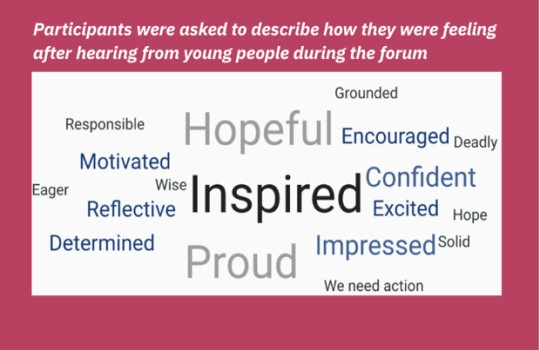 Participants were asked to describe how they were feeling
after hearing from young people during the forum
Grounded
Responsible
Hopeful
Encouraged
Deadly
Motivated
Eager
Wise
Inspired
Confident
Reflective
Excited
Hope
Determined
Impressed
Solid
Proud
We need action